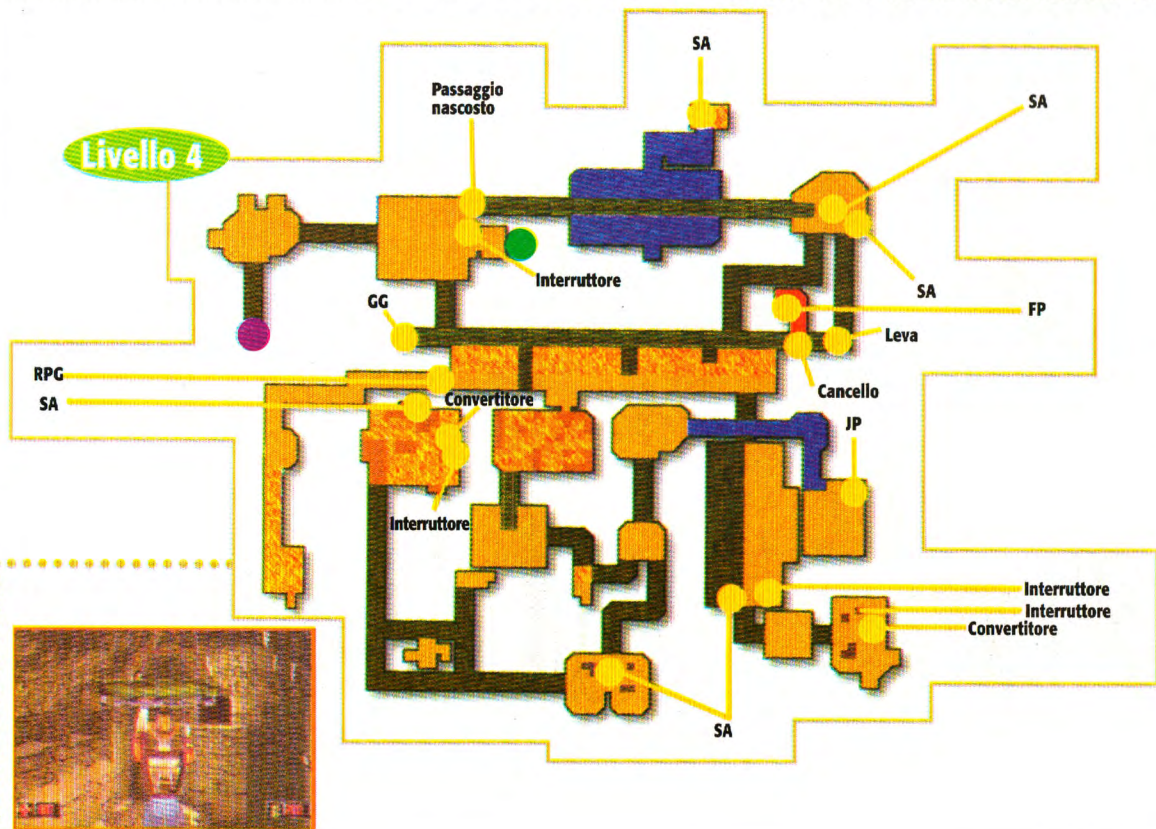 SA
Passaggio
nascosto
SA
Livello 4
Interruttore
SA
GG
FP
Leva
RPG
Cancello
SA
Convertitore
JP
Interruttore
Interruttore
Interruttore
Convertitore
SA